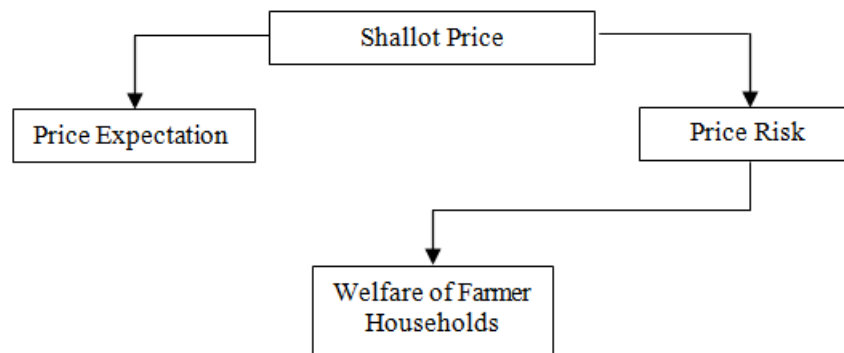 Shallot Price
Price Expectation
Price Risk
Welfare of Farmer
Households